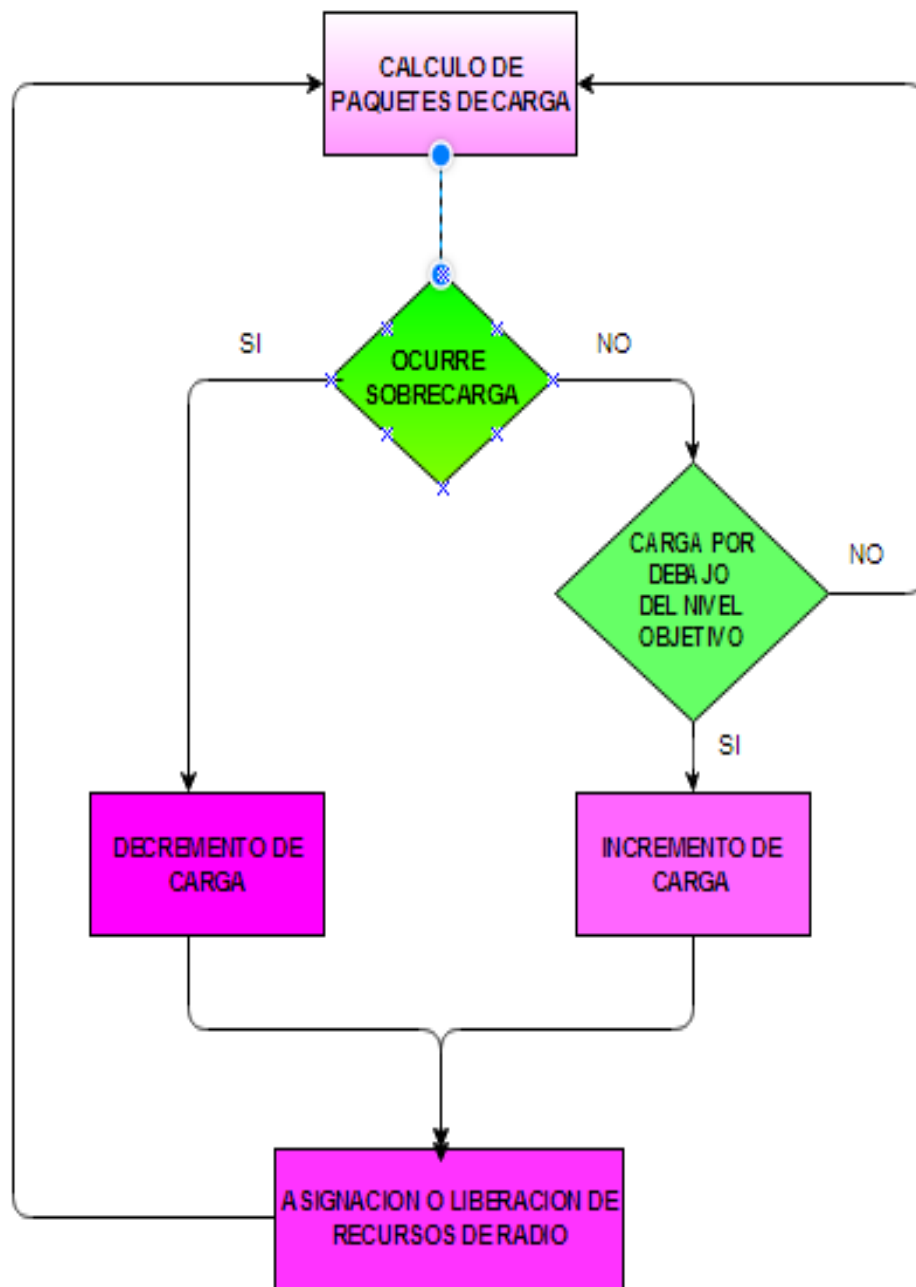 CALCULO DE
PAQUETES DE CARGA
SI
OCURRE
SOBRECARGA
NO
CARGA POR
DEBAJO
DEL NIVEL
OBJETIVO
NO
SI
DECREMENTO DE
CARGA
INCREMENTO DE
CARGA
ASIGNACION O LIBERACION DE
RECURSOS DE RADIO